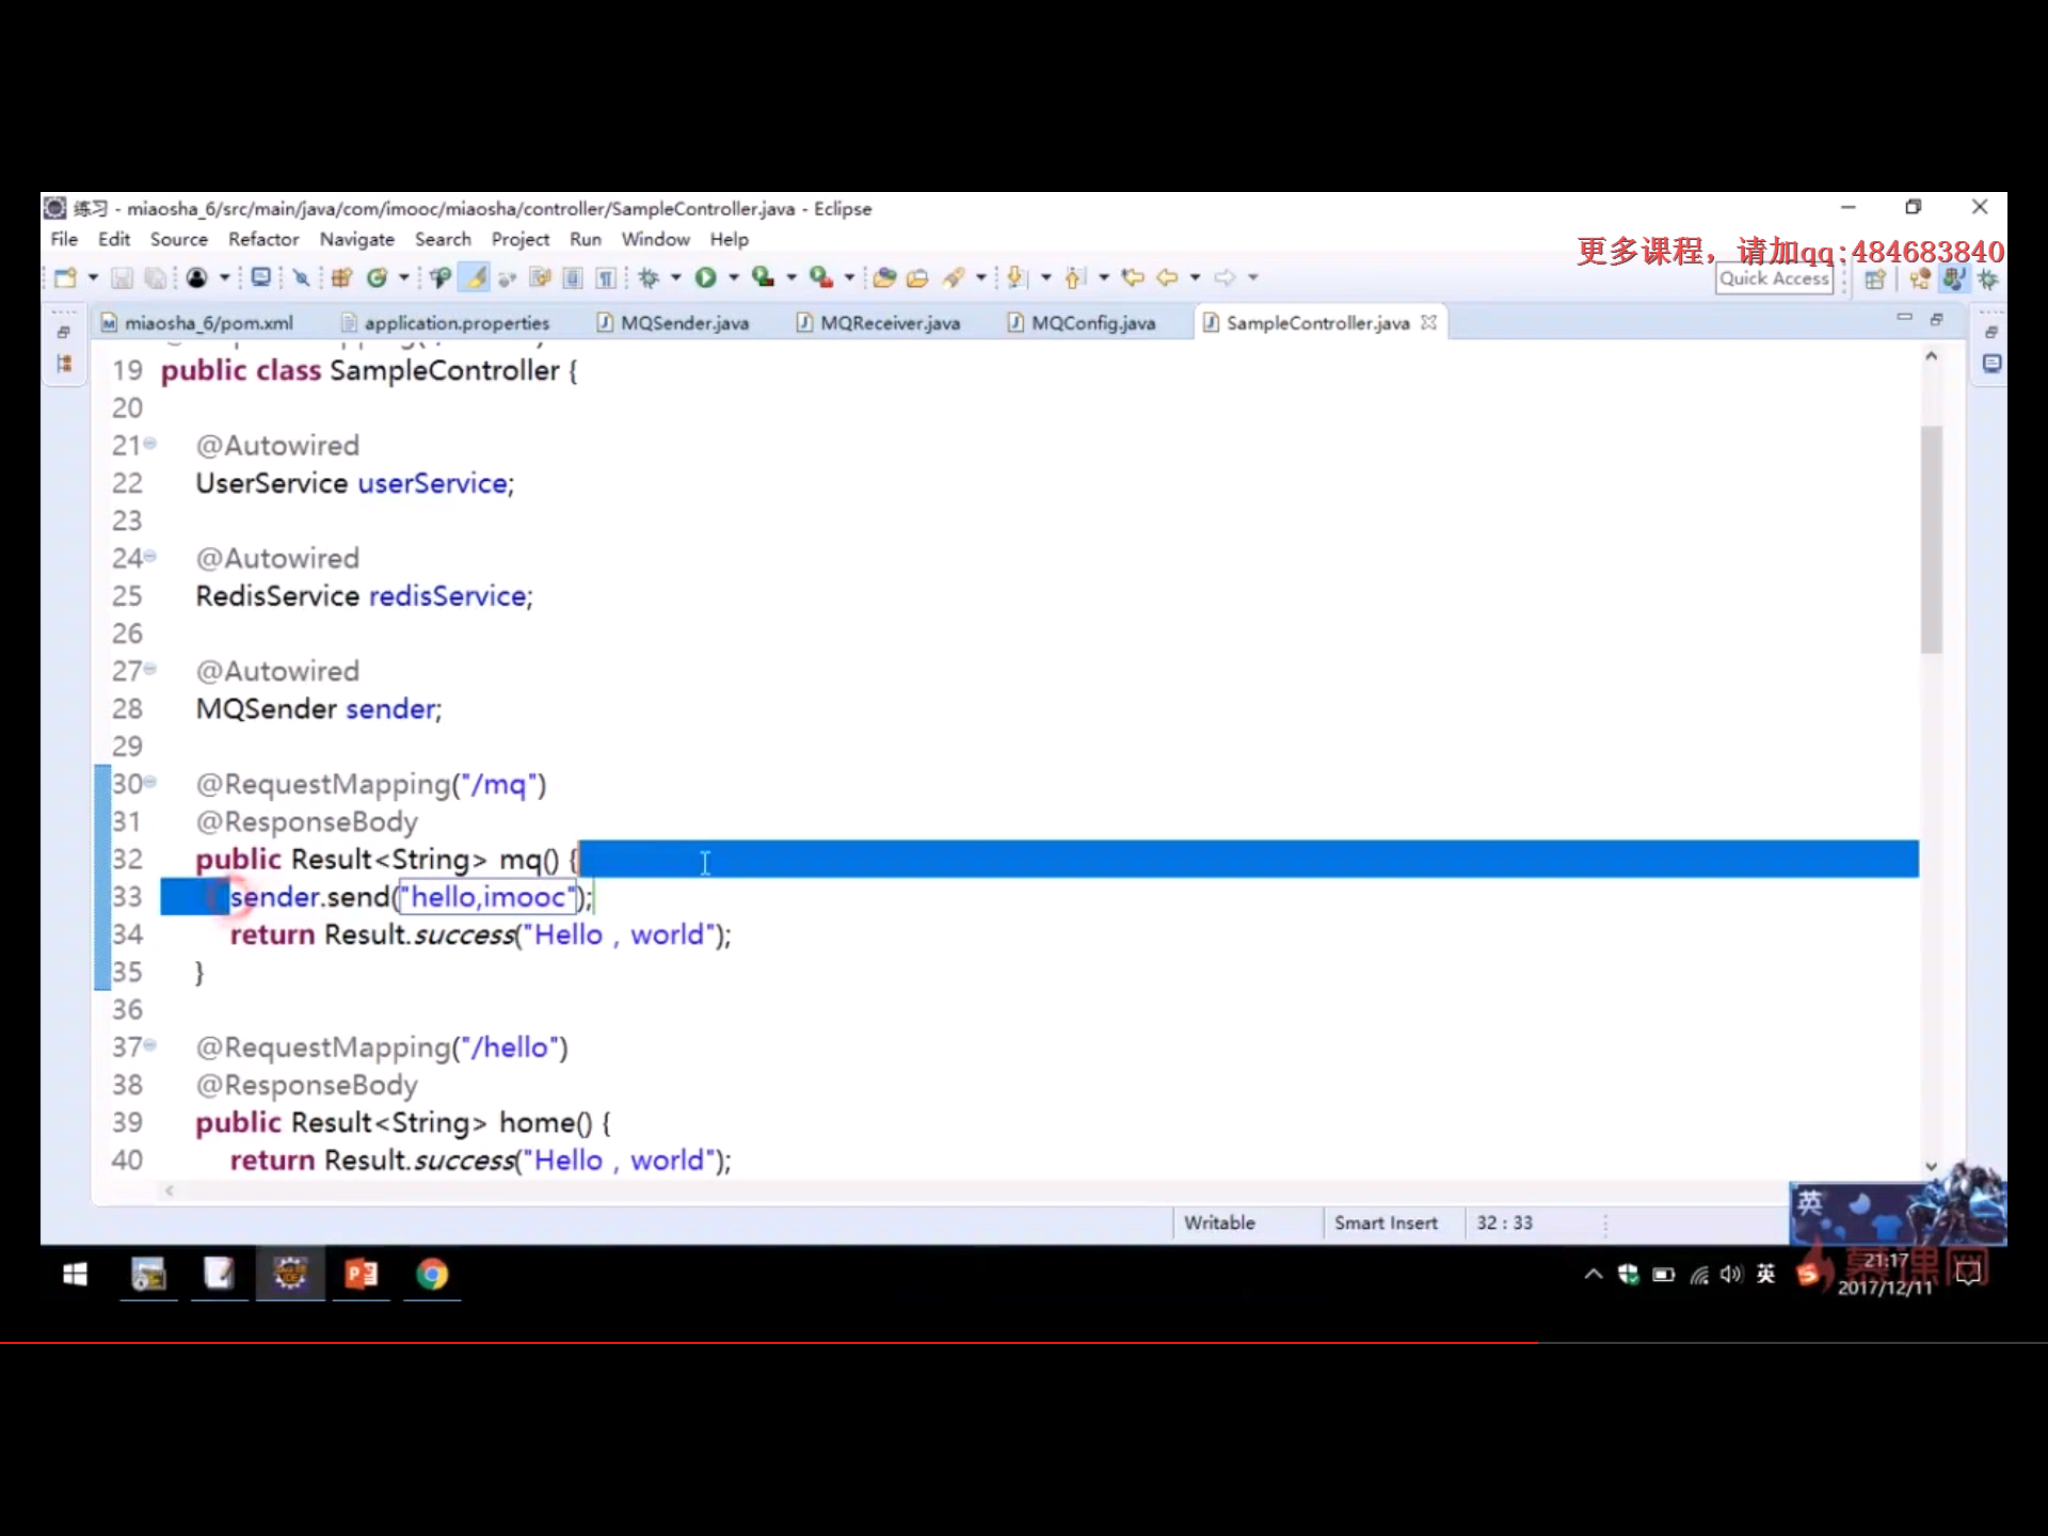 练习 - miaosha_6/src/main/java/com/imooc/miaosha/controller/SampleController.java - Eclipse
File Edit Source Refactor Navigate Search Project Run Window Help
更多课程，请加qq:484683840
Quick Access
miaosha_6/pom.xml application.properties MQSender.java MQReceiver.java MQConfig.java SampleController.java
19 public class SampleController {
20
21 @Autowired
22 UserService userService;
23
24 @Autowired
25 RedisService redisService;
26
27 @Autowired
28 MQSender sender;
29
30 @RequestMapping("/mq")
31 @ResponseBody
32 public Result<String> mq() {
33 sender.send("hello,imooc");
34 return Result.success("Hello , world");
35 }
36
37 @RequestMapping("/hello")
38 @ResponseBody
39 public Result<String> home() {
40 return Result.success("Hello , world");
英
Writable Smart Insert 32 : 33
英 21:17
慕课网
2017/12/11